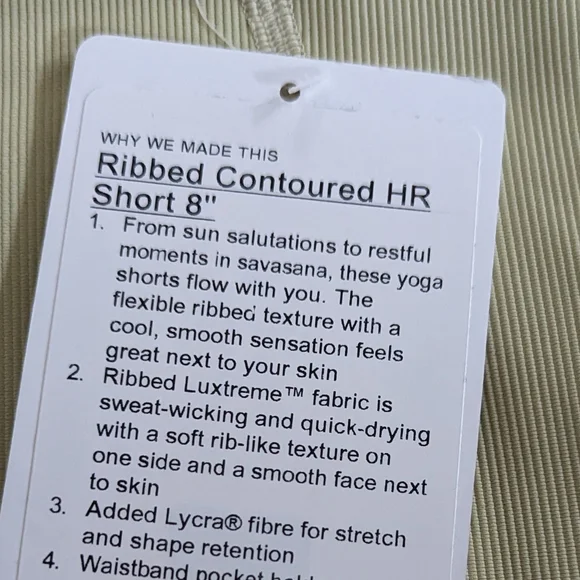 WHY WE MADE THIS
Ribbed Contoured HR
Short 8"
1. From sun salutations to restful
moments in savasana, these yoga
shorts flow with you. The
flexible ribbed texture with a
cool, smooth sensation feels
great next to your skin
2. Ribbed Luxtreme™ fabric is
sweat-wicking and quick-drying
with a soft rib-like texture on
one side and a smooth face next
to skin
3. Added Lycra® fibre for stretch
and shape retention
4. Waistband pocket